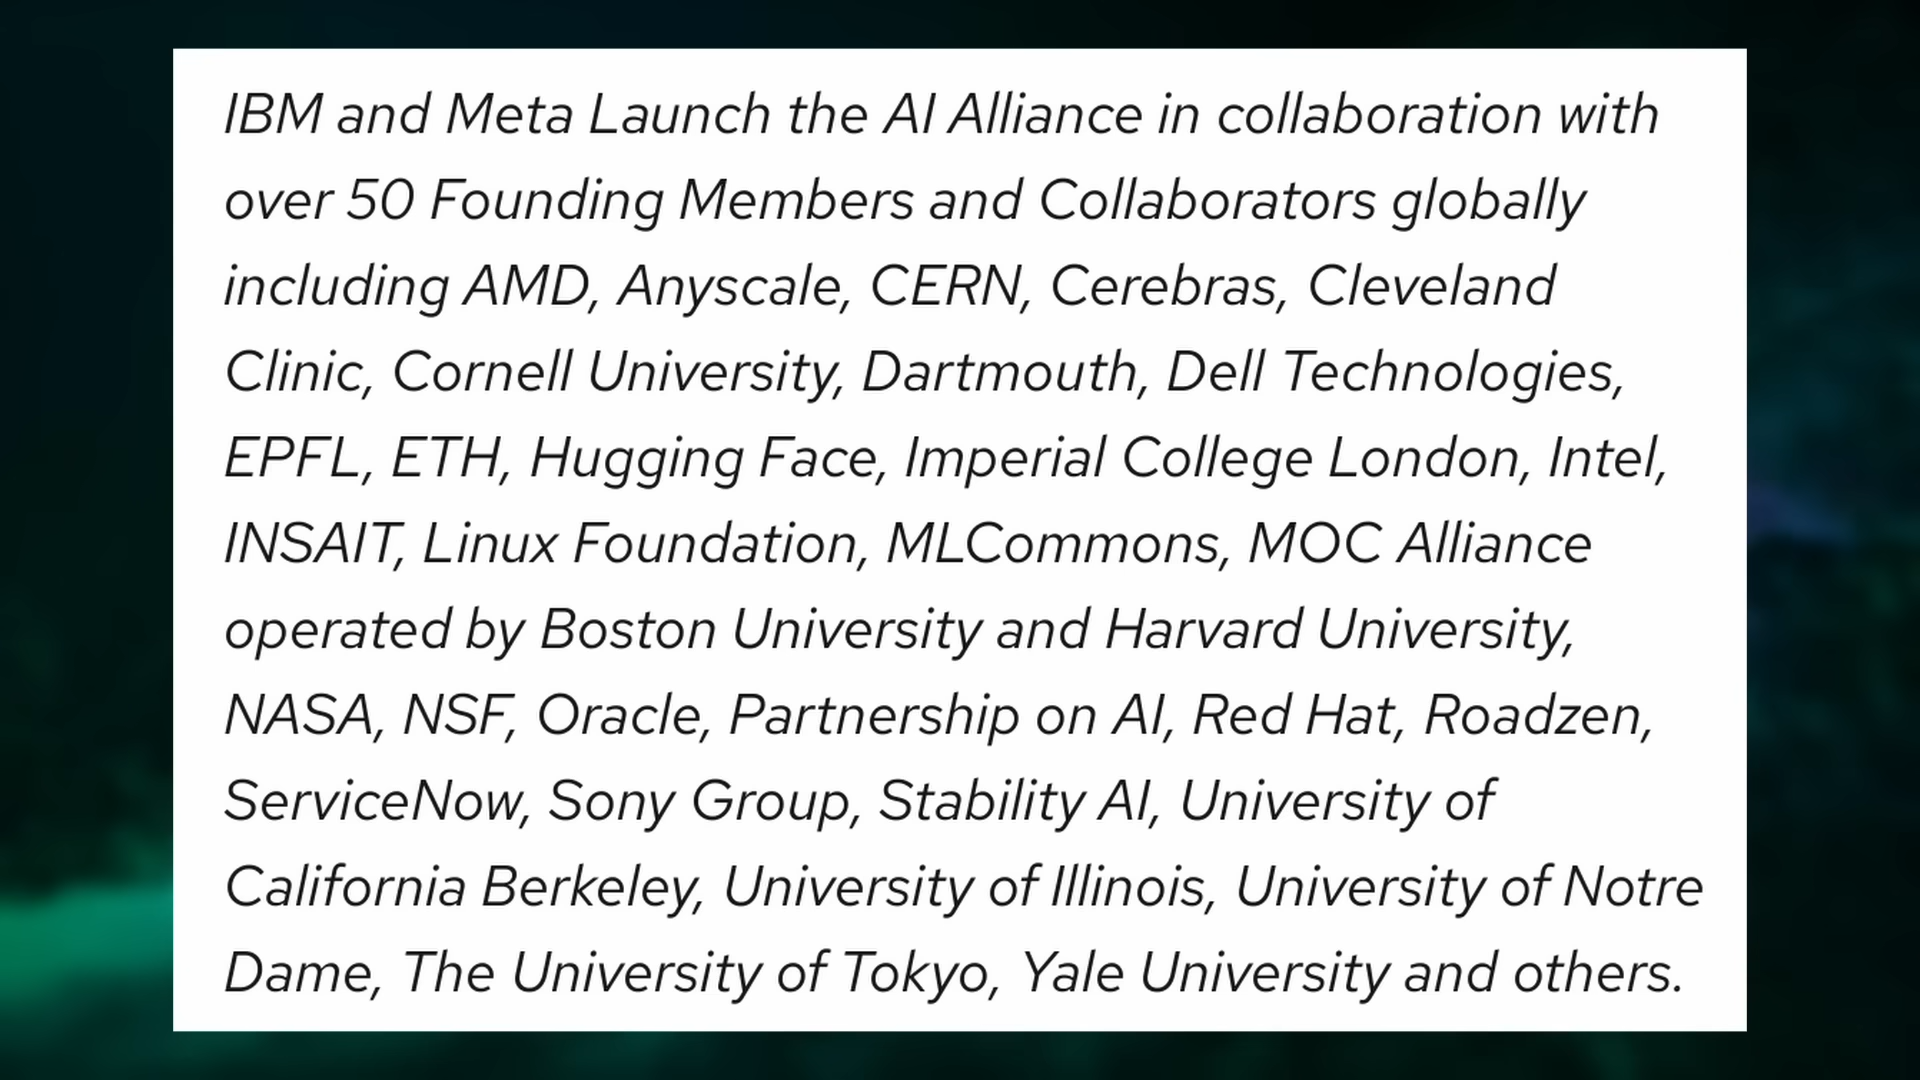 IBM and Meta Launch the AI Alliance in collaboration with
over 50 Founding Members and Collaborators globally
including AMD, Anyscale, CERN, Cerebras, Cleveland
Clinic, Cornell University, Dartmouth, Dell Technologies,
EPFL, ETH, Hugging Face, Imperial College London, Intel,
INSAIT, Linux Foundation, MLCommons, MOC Alliance
operated by Boston University and Harvard University,
NASA, NSF, Oracle, Partnership on AI, Red Hat, Roadzen,
ServiceNow, Sony Group, Stability AI, University of
California Berkeley, University of Illinois, University of Notre
Dame, The University of Tokyo, Yale University and others.